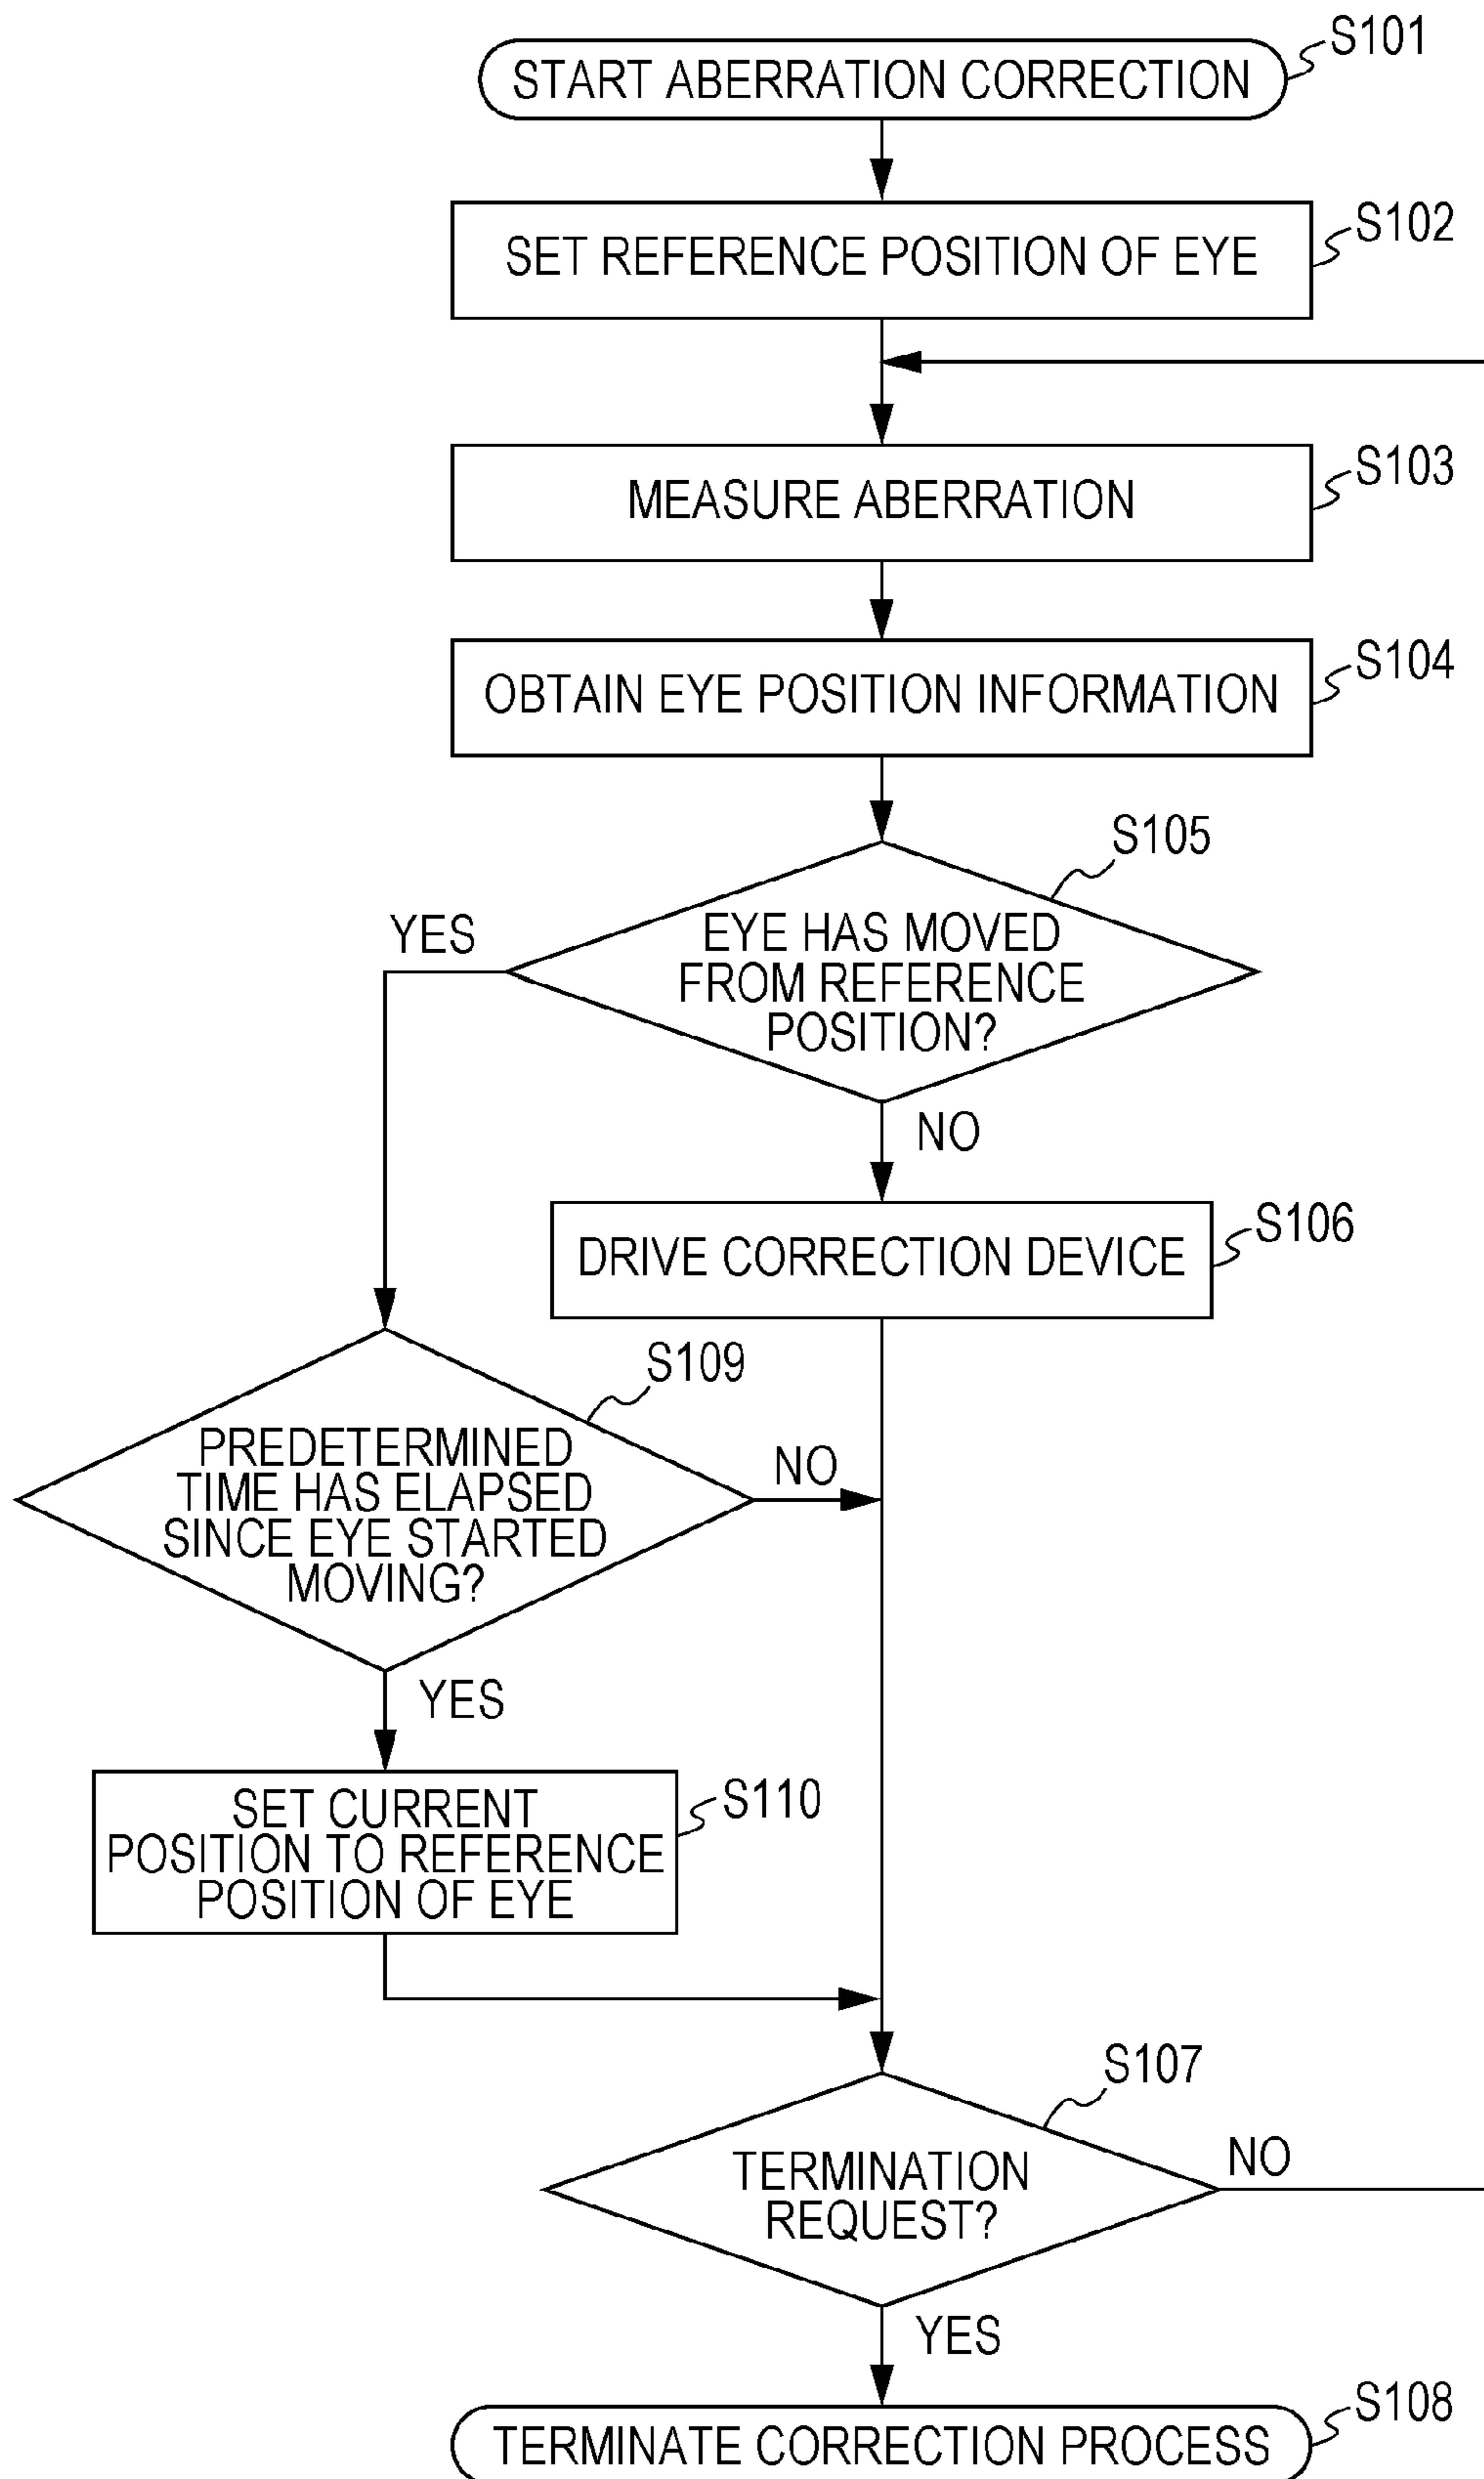 START ABERRATION CORRECTION
S101
SET REFERENCE POSITION OF EYE
S102
MEASURE ABERRATION
S103
OBTAIN EYE POSITION INFORMATION
S104
S105
EYE HAS MOVED
FROM REFERENCE
POSITION?
YES
NO
DRIVE CORRECTION DEVICE
S106
S109
PREDETERMINED
TIME HAS ELAPSED
SINCE EYE STARTED
MOVING?
NO
YES
SET CURRENT
POSITION TO REFERENCE
POSITION OF EYE
S110
S107
TERMINATION
REQUEST?
NO
YES
TERMINATE CORRECTION PROCESS
S108